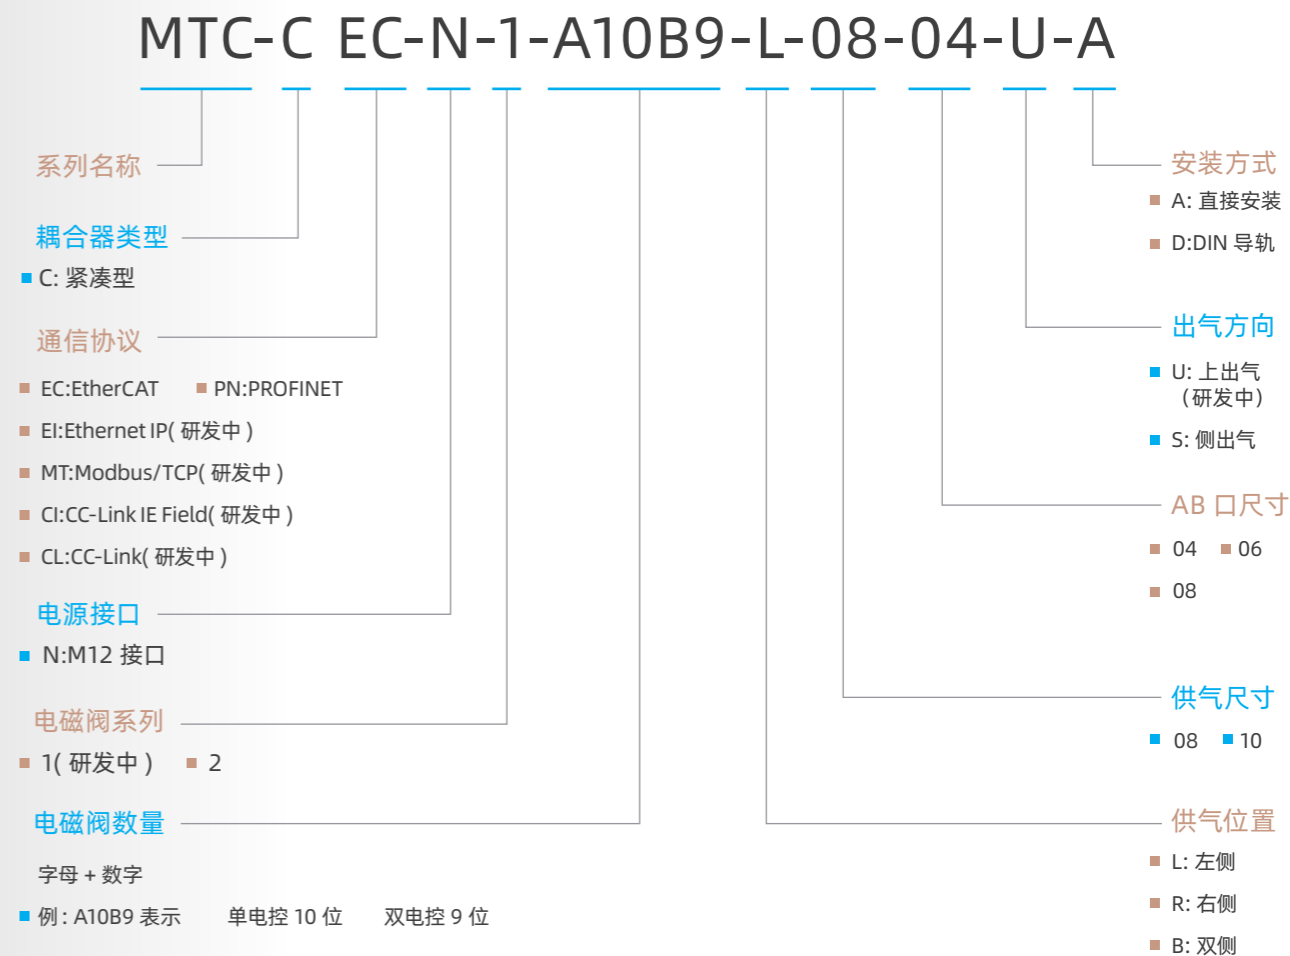 MTC-C EC-N-1-A10B9-L-08-04-U-A
系列名称
耦合器类型
C: 紧凑型
通信协议
EC:EtherCAT PN:PROFINET
EI:Ethernet IP( 研发中 )
MT:Modbus/TCP( 研发中 )
CI:CC-Link IE Field( 研发中 )
CL:CC-Link( 研发中 )
电源接口
N:M12 接口
电磁阀系列
1( 研发中 ) 2
电磁阀数量
字母 + 数字
例 : A10B9 表示 单电控 10 位 双电控 9 位
安装方式
A: 直接安装
D:DIN 导轨
出气方向
U: 上出气
（研发中）
S: 侧出气
AB 口尺寸
04 06
08
供气尺寸
08 10
供气位置
L: 左侧
R: 右侧
B: 双侧